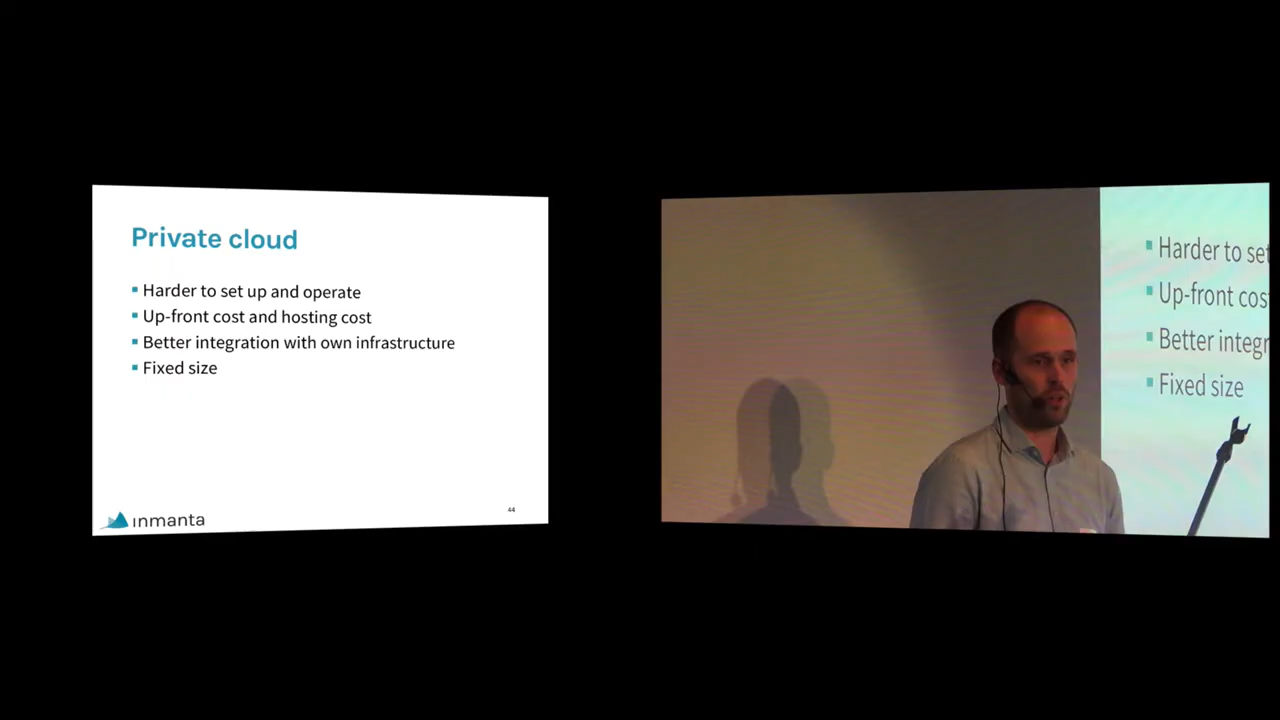 Private cloud
Harder to set up and operate
Up-front cost and hosting cost
Better integration with own infrastructure
Fixed size
inmanta
44
Harder to set
Up-front cos
Better integr
Fixed size